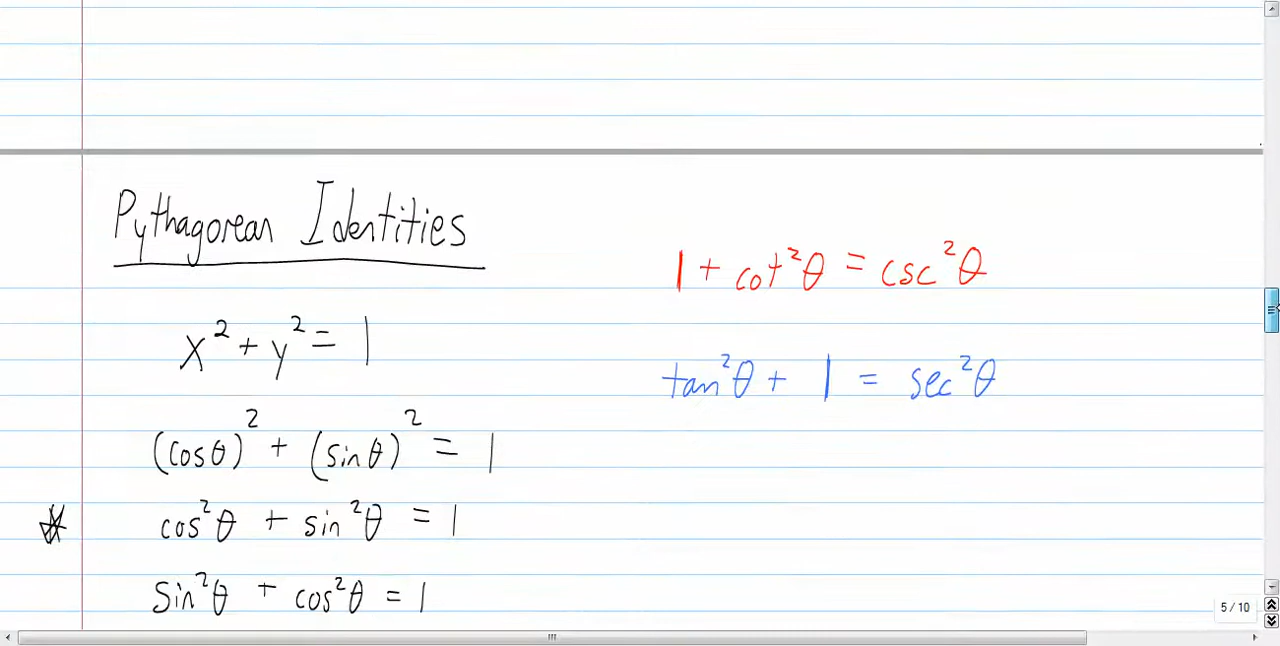 Pythagorean Identities
x² + y² = 1
(cosθ)² + (sinθ)² = 1
cos²θ + sin²θ = 1
sin²θ + cos²θ = 1
1 + cot²θ = csc²θ
tan²θ + 1 = sec²θ
5 / 10